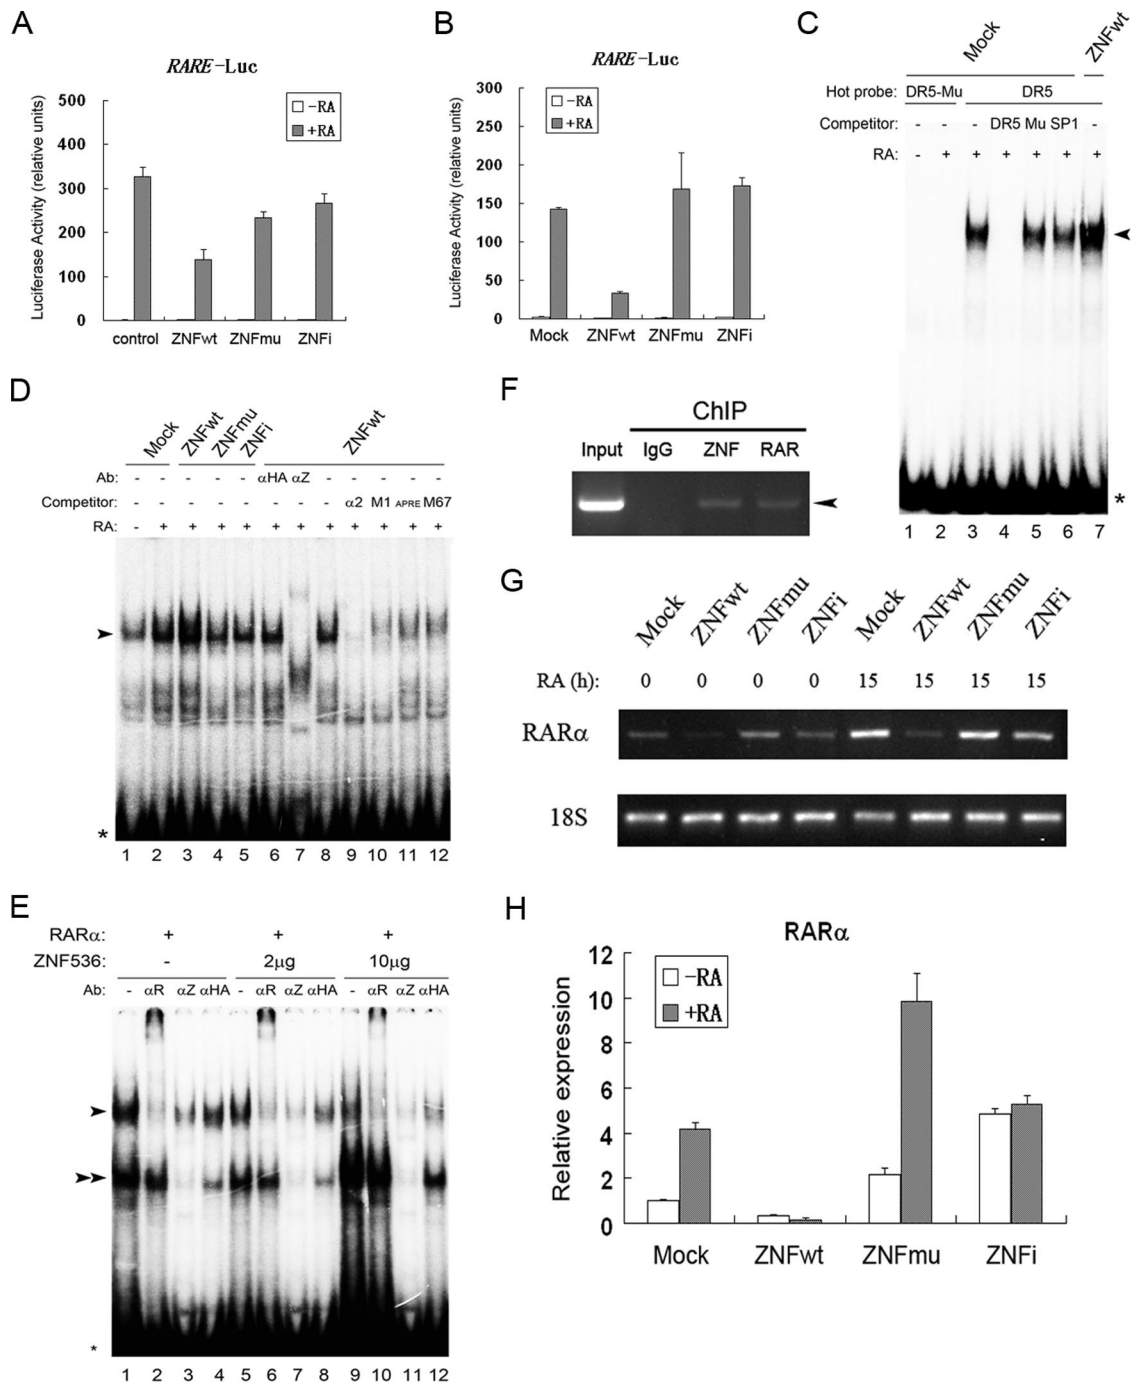 A
RARE-Luc
Luciferase Activity (relative units)
500
400
300
200
100
0
-RA
+RA
control ZNFwt ZNFmu ZNFi
B
RARE-Luc
Luciferase Activity (relative units)
300
250
200
150
100
50
0
-RA
+RA
Mock ZNFwt ZNFmu ZNFi
C
Mock ZNFwt
Hot probe: DR5-Mu DR5
Competitor: - - - DR5 Mu SP1 -
RA: - + + + + + +
*
1 2 3 4 5 6 7
D
Mock ZNFwt ZNFmu ZNFi ZNFwt
Ab: - - - - - αHA αZ - - - - -
Competitor: - - - - - - - - α2 M1 APRE M67
RA: - + + + + + + + + + + +
*
1 2 3 4 5 6 7 8 9 10 11 12
E
RARα: + + +
ZNF536: - 2μg 10μg
Ab: - αR αZ αHA - αR αZ αHA - αR αZ αHA
*
1 2 3 4 5 6 7 8 9 10 11 12
F
ChIP
Input IgG ZNF RAR
G
Mock ZNFwt ZNFmu ZNFi Mock ZNFwt ZNFmu ZNFi
RA (h): 0 0 0 0 15 15 15 15
RARα
18S
H
RARα
Relative expression
12
10
8
6
4
2
0
-RA
+RA
Mock ZNFwt ZNFmu ZNFi